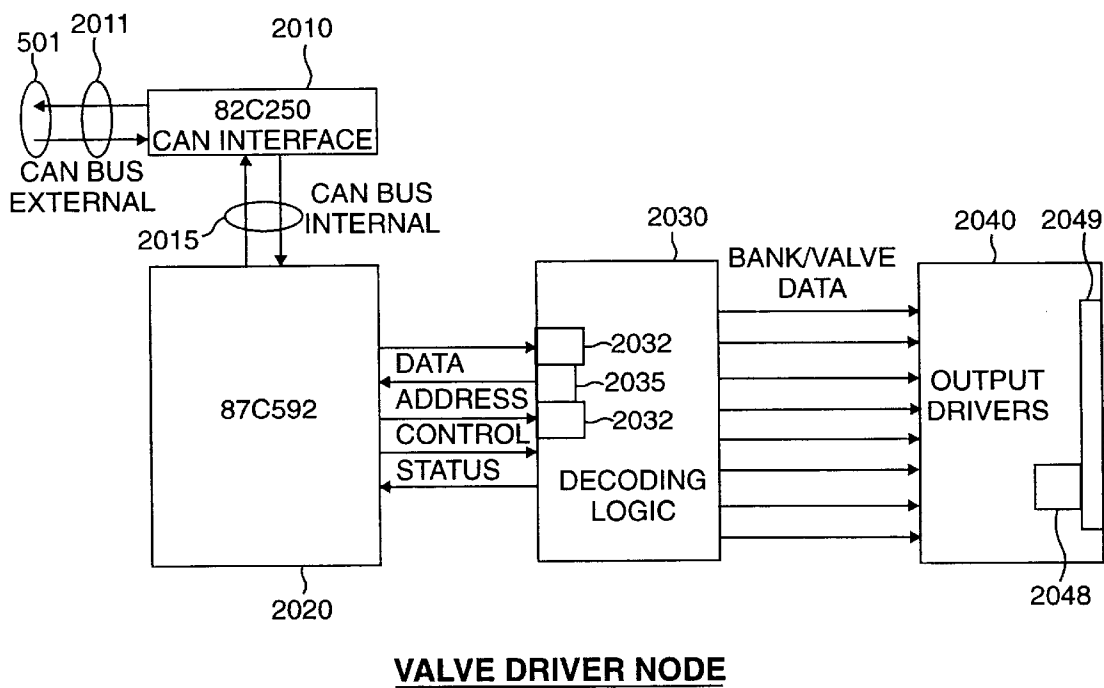 501
2011
2010
82C250
CAN INTERFACE
CAN BUS
EXTERNAL
CAN BUS
INTERNAL
2015
2030
2040
2049
BANK/VALVE
DATA
87C592
DATA
ADDRESS
CONTROL
STATUS
2032
2035
2032
DECODING
LOGIC
OUTPUT
DRIVERS
2020
2048
VALVE DRIVER NODE